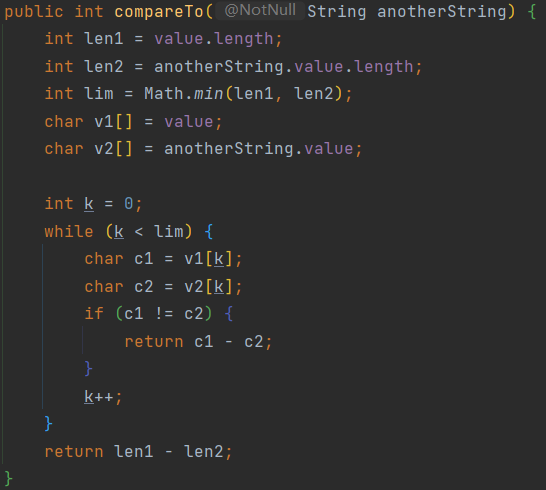 public int compareTo( @NotNull String anotherString) {
    int len1 = value.length;
    int len2 = anotherString.value.length;
    int lim = Math.min(len1, len2);
    char v1[] = value;
    char v2[] = anotherString.value;

    int k = 0;
    while (k < lim) {
        char c1 = v1[k];
        char c2 = v2[k];
        if (c1 != c2) {
            return c1 - c2;
        }
        k++;
    }
    return len1 - len2;
}